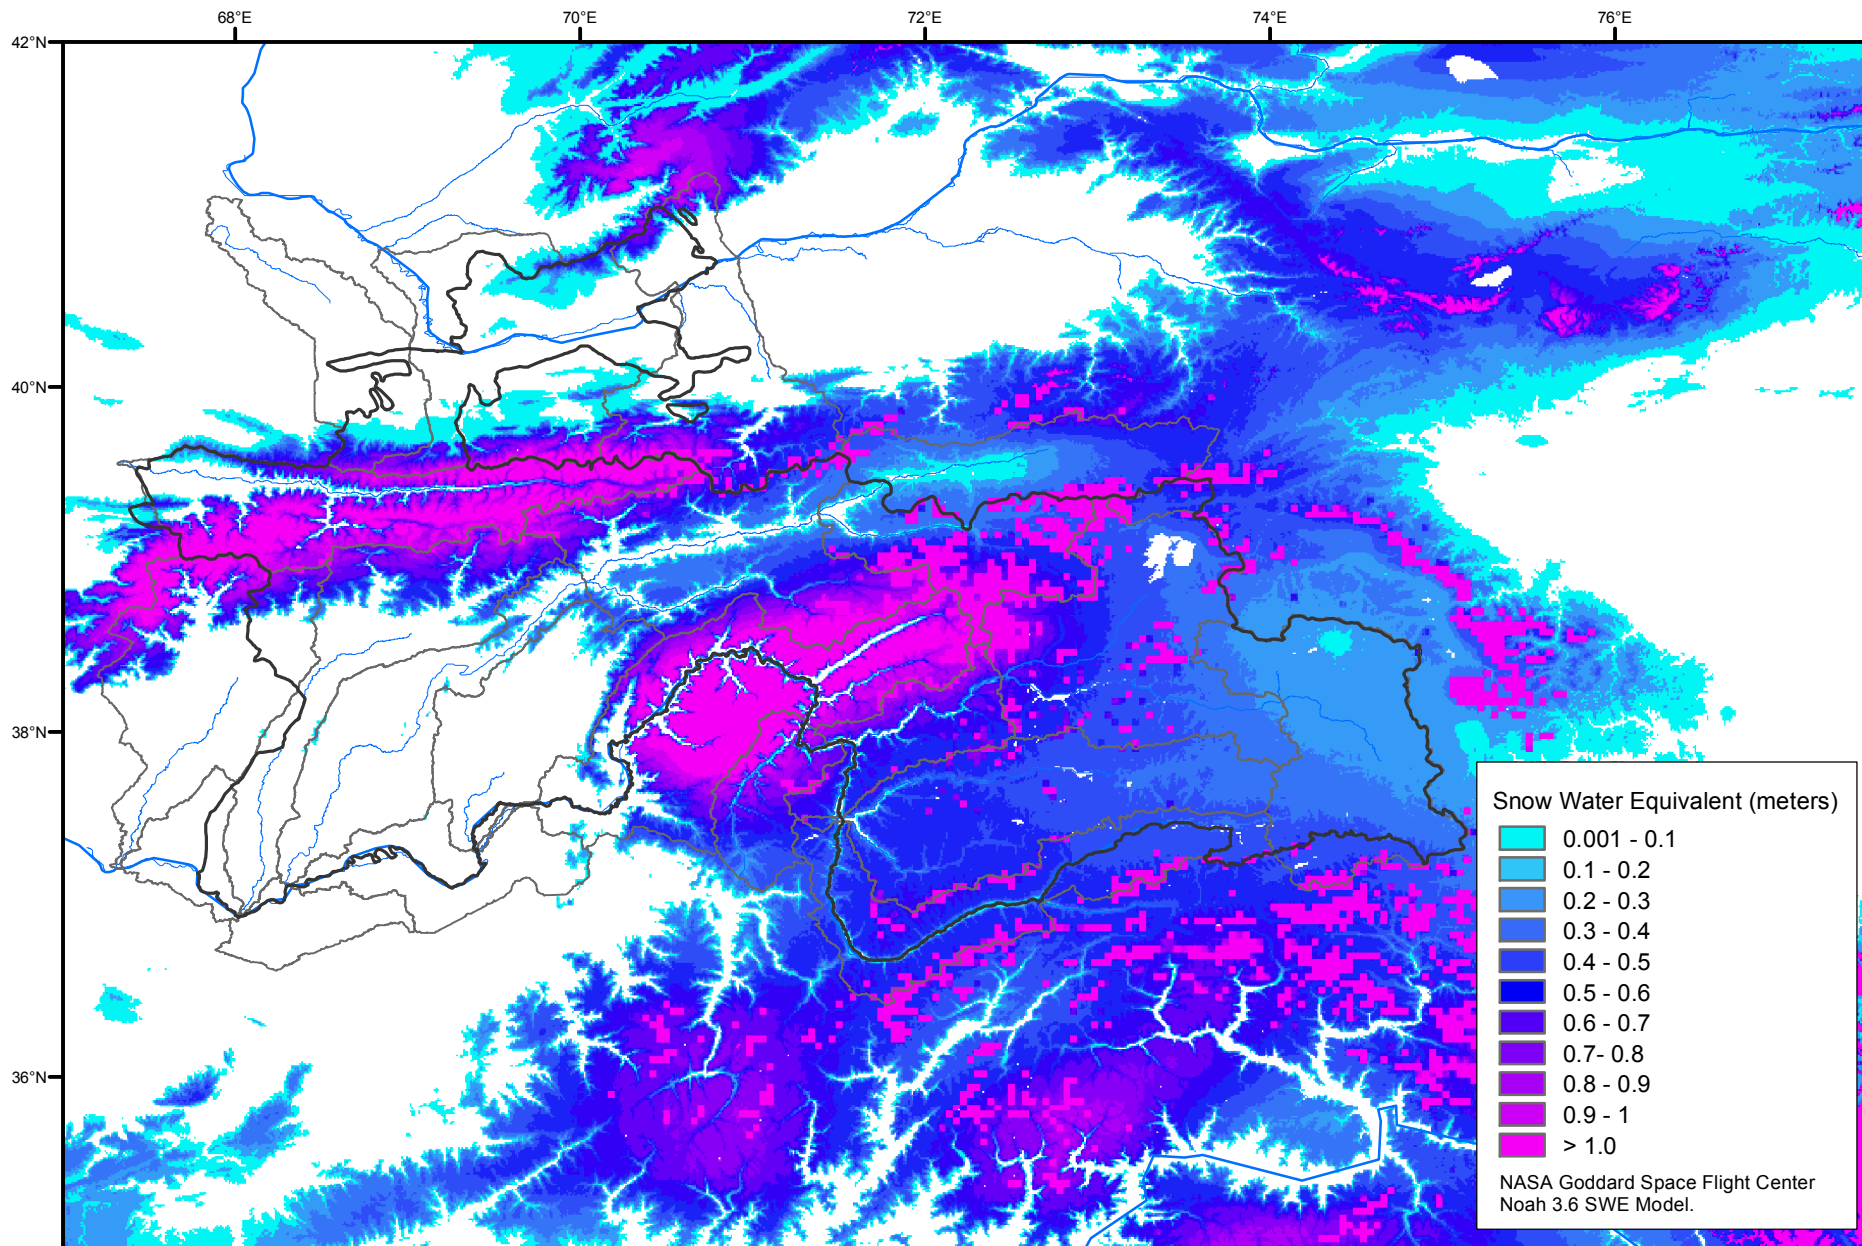 68°E 70°E 72°E 74°E 76°E
42°N
40°N
38°N
36°N
Snow Water Equivalent (meters)
0.001 - 0.1
0.1 - 0.2
0.2 - 0.3
0.3 - 0.4
0.4 - 0.5
0.5 - 0.6
0.6 - 0.7
0.7- 0.8
0.8 - 0.9
0.9 - 1
> 1.0
NASA Goddard Space Flight Center
Noah 3.6 SWE Model.